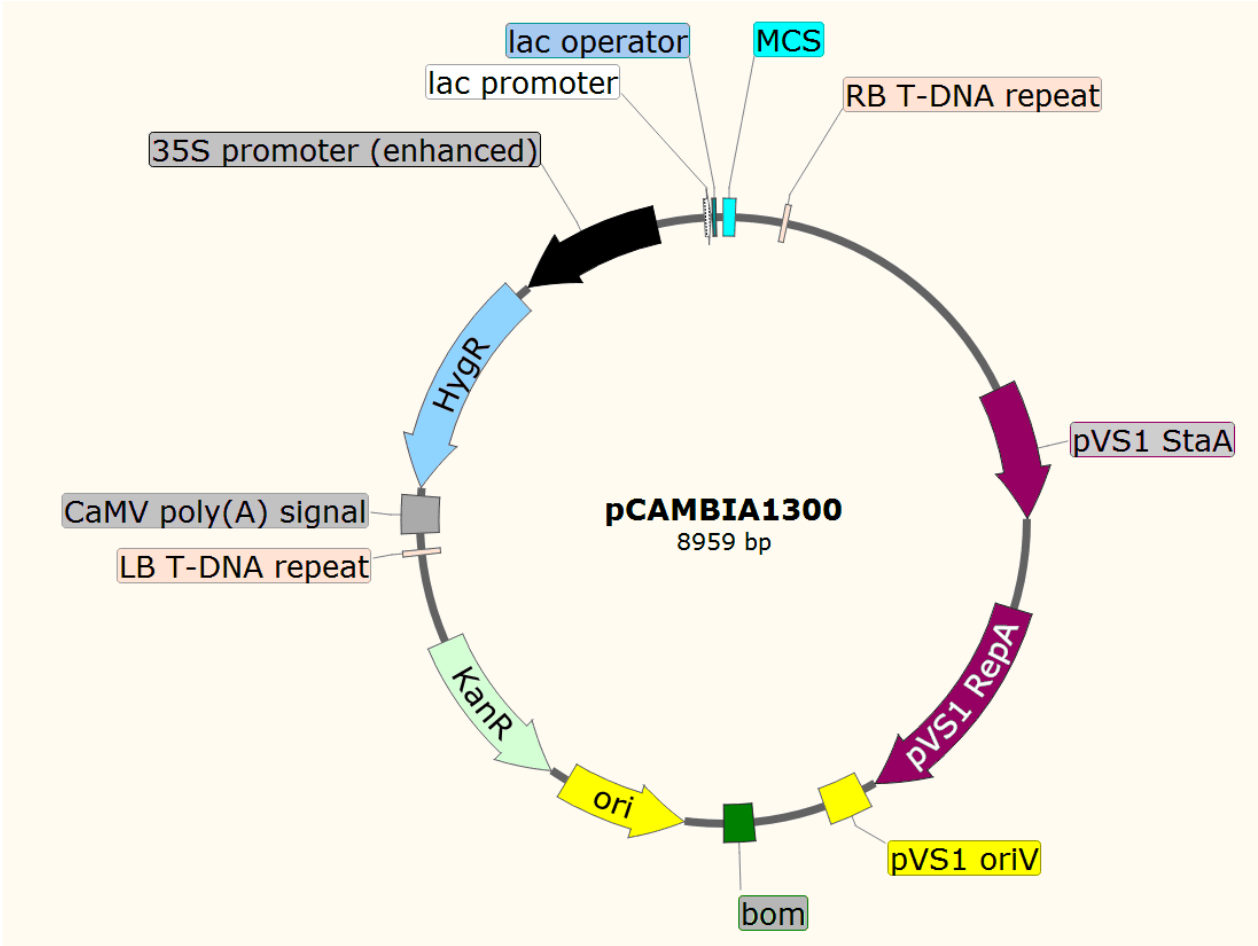 lac operator
MCS
lac promoter
RB T-DNA repeat
35S promoter (enhanced)
HygR
pVS1 StaA
CaMV poly(A) signal
pCAMBIA1300
8959 bp
LB T-DNA repeat
pVS1 RepA
KanR
ori
pVS1 oriV
bom